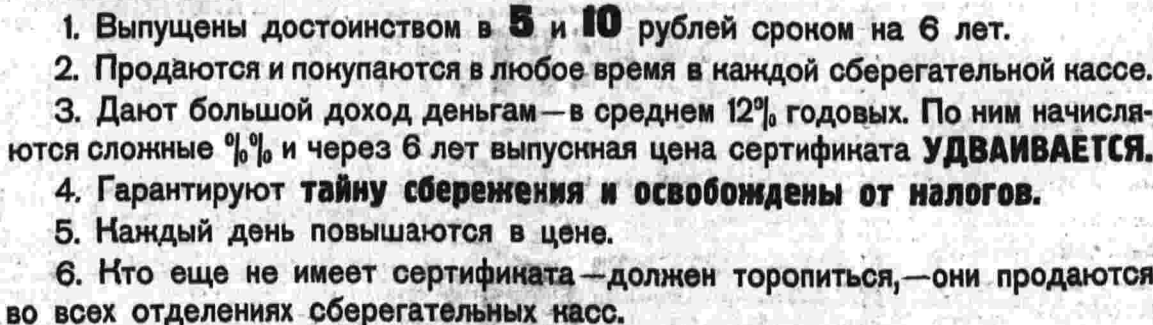 1. Выпущены достоинством в 5 и 10 рублей сроком на 6 лет.
2. Продаются и покупаются в любое время в каждой сберегательной кассе.
3. Дают большой доход деньгам—в среднем 12% годовых. По ним начисля-
ются сложные %% и через 6 лет выпускная цена сертификата УДВАИВАЕТСЯ.
4. Гарантируют тайну сбережения и освобождены от налогов.
5. Каждый день повышаются в цене.
6. Кто еще не имеет сертификата—должен торопиться,—они продаются
во всех отделениях сберегательных касс.